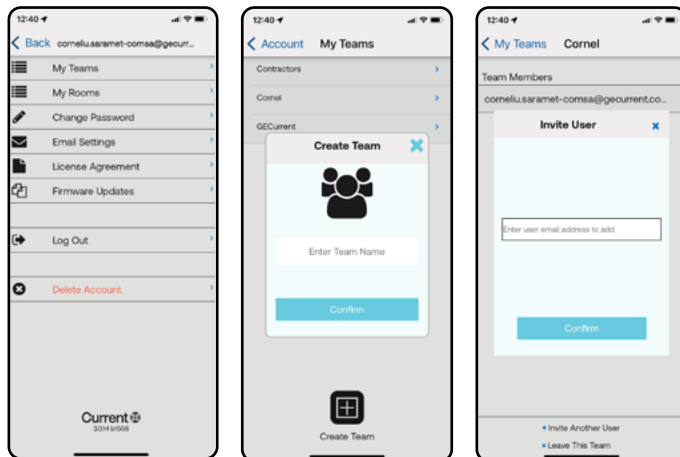 12:40
Back corneliu.saramet-comsa@gecurr...
My Teams
My Rooms
Change Password
Email Settings
License Agreement
Firmware Updates
Log Out
Delete Account
Current
12:40
Account My Teams
Contractors
Cornel
GECurrent
Create Team
Enter Team Name
Confirm
Create Team
12:40
My Teams Cornel
Team Members
corneliu.saramet-comsa@gecurrent.co...
Invite User
Enter user email address to add
Confirm
+ Invite Another User
× Leave This Team